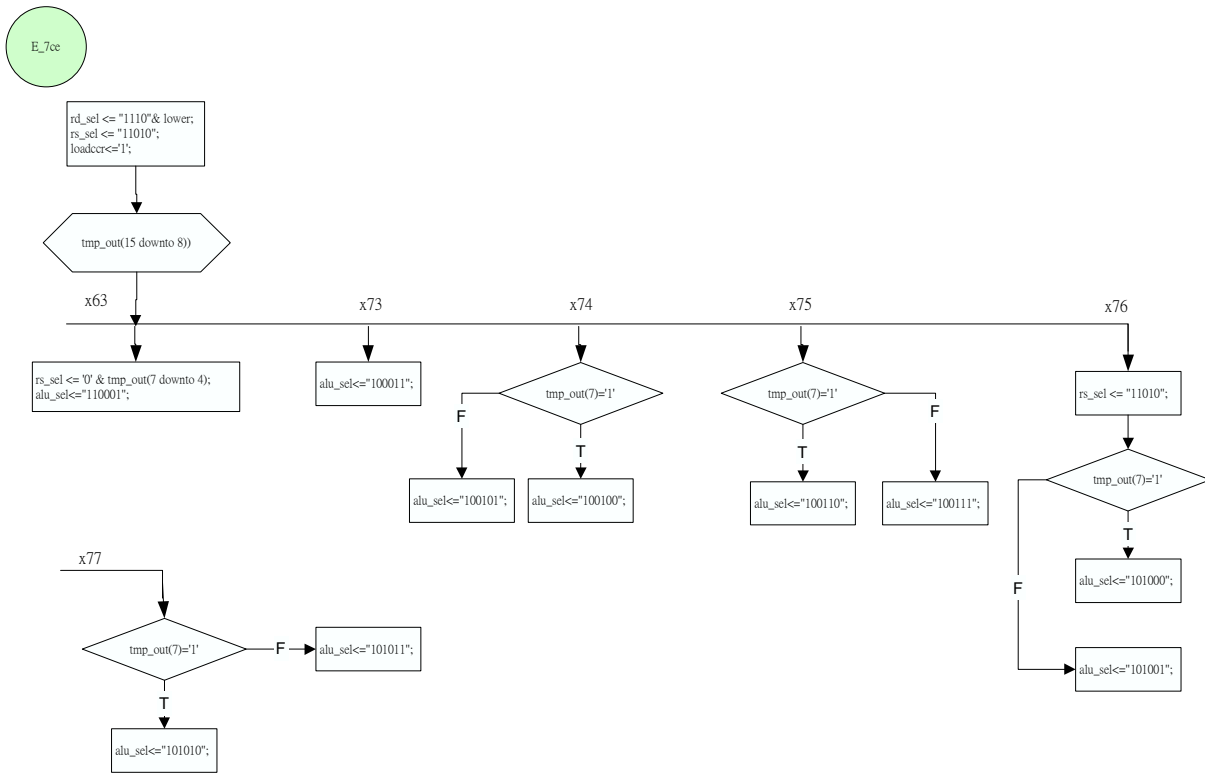 E_7ce
rd_sel <= "1110"& lower;
rs_sel <= "11010";
loadccr<='1';
tmp_out(15 downto 8))
x63
x73
x74
x75
x76
rs_sel <= '0' & tmp_out(7 downto 4);
alu_sel<="110001";
alu_sel<="100011";
tmp_out(7)='1'
F
T
alu_sel<="100101";
alu_sel<="100100";
tmp_out(7)='1'
F
T
alu_sel<="100110";
alu_sel<="100111";
rs_sel <= "11010";
tmp_out(7)='1'
T
F
alu_sel<="101000";
alu_sel<="101001";
x77
tmp_out(7)='1'
F
alu_sel<="101011";
T
alu_sel<="101010";